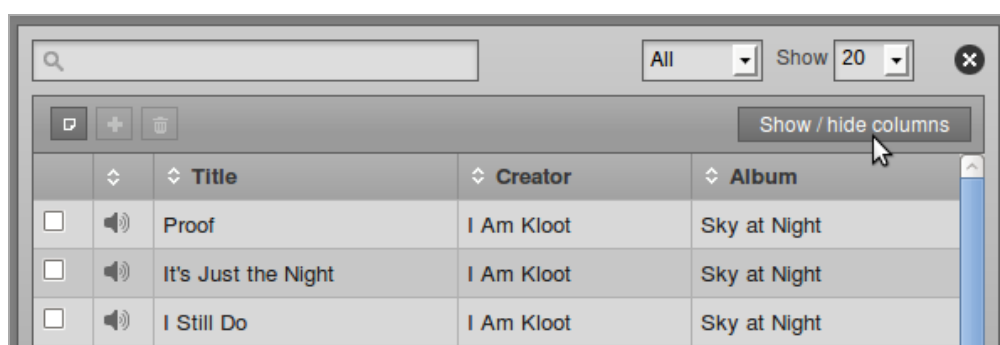 All Show 20
Show / hide columns
Title Creator Album
Proof I Am Kloot Sky at Night
It's Just the Night I Am Kloot Sky at Night
I Still Do I Am Kloot Sky at Night